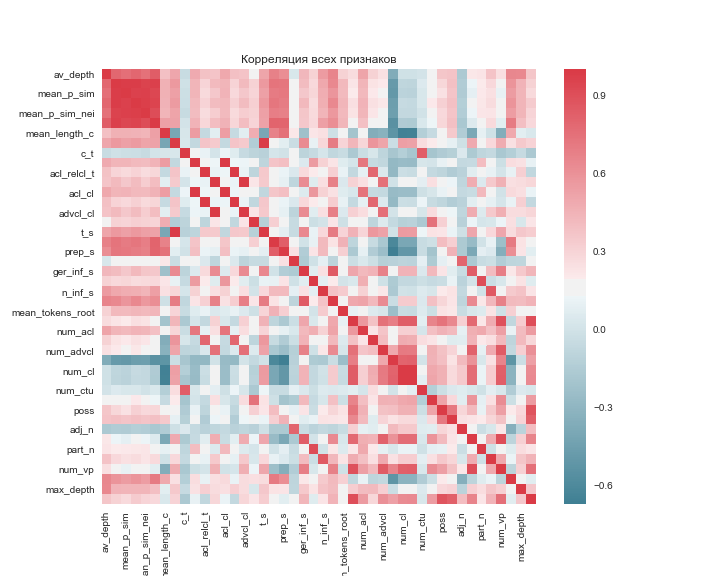 Корреляция всех признаков
av_depth
mean_p_sim
mean_p_sim_nei
mean_length_c
c_t
acl_relcl_t
acl_cl
advcl_cl
t_s
prep_s
ger_inf_s
n_inf_s
mean_tokens_root
num_acl
num_advcl
num_cl
num_ctu
poss
adj_n
part_n
num_vp
max_depth
0.9
0.6
0.3
0.0
−0.3
−0.6
av_depth
mean_p_sim
an_p_sim_nei
mean_length_c
c_t
acl_relcl_t
acl_cl
advcl_cl
t_s
prep_s
ger_inf_s
n_inf_s
n_tokens_root
num_acl
num_advcl
num_cl
num_ctu
poss
adj_n
part_n
num_vp
max_depth